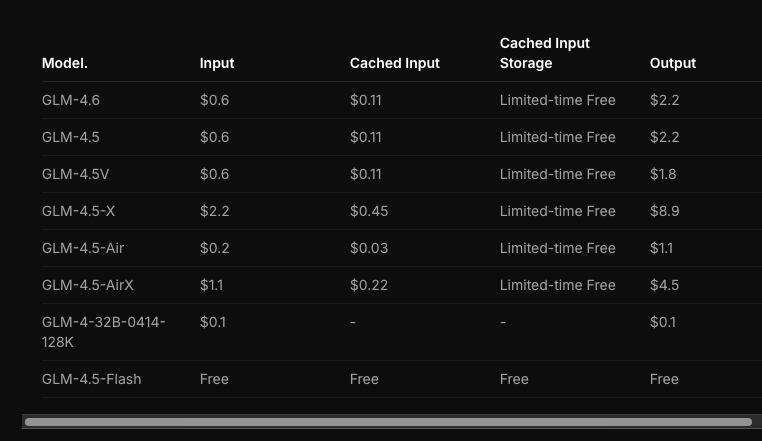 Model. Input Cached Input Cached Input Storage Output
GLM-4.6 $0.6 $0.11 Limited-time Free $2.2
GLM-4.5 $0.6 $0.11 Limited-time Free $2.2
GLM-4.5V $0.6 $0.11 Limited-time Free $1.8
GLM-4.5-X $2.2 $0.45 Limited-time Free $8.9
GLM-4.5-Air $0.2 $0.03 Limited-time Free $1.1
GLM-4.5-AirX $1.1 $0.22 Limited-time Free $4.5
GLM-4-32B-0414-128K $0.1 - - $0.1
GLM-4.5-Flash Free Free Free Free